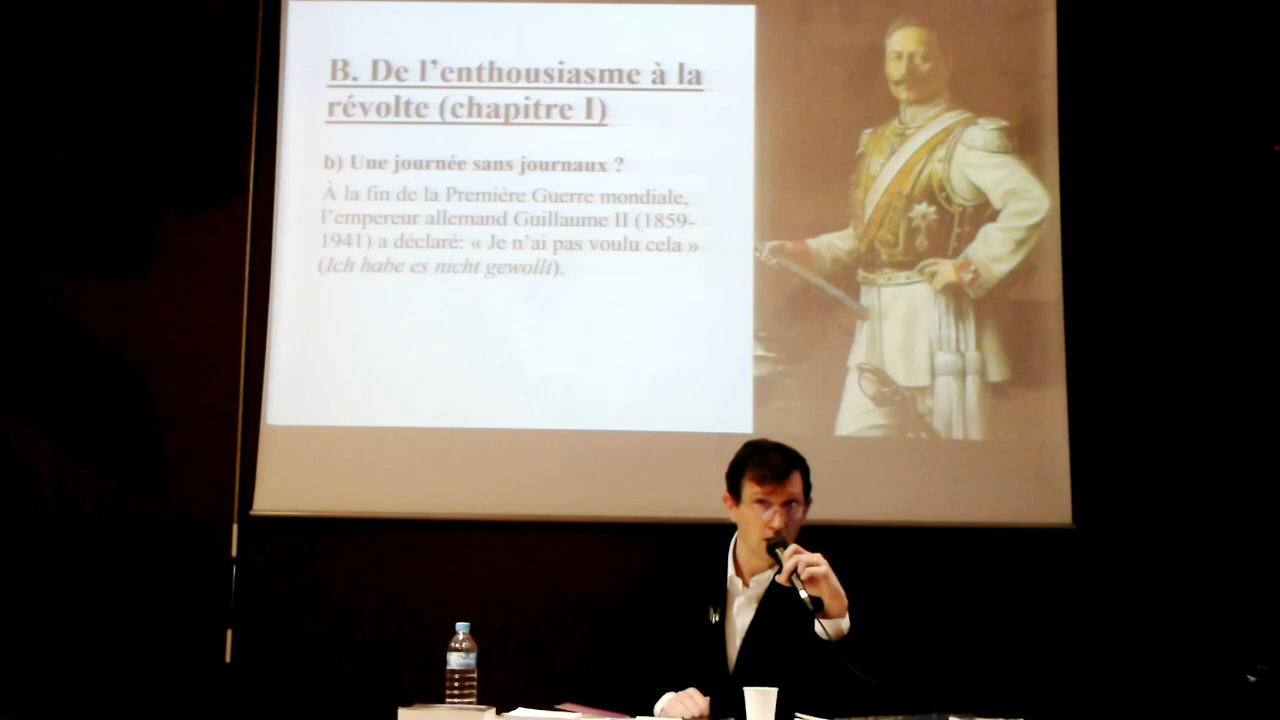 B. De l'enthousiasme à la
révolte (chapitre I)
b) Une journée sans journaux ?
À la fin de la Première Guerre mondiale,
l'empereur allemand Guillaume II (1859-
1941) a déclaré: « Je n'ai pas voulu cela »
(Ich habe es nicht gewollt).